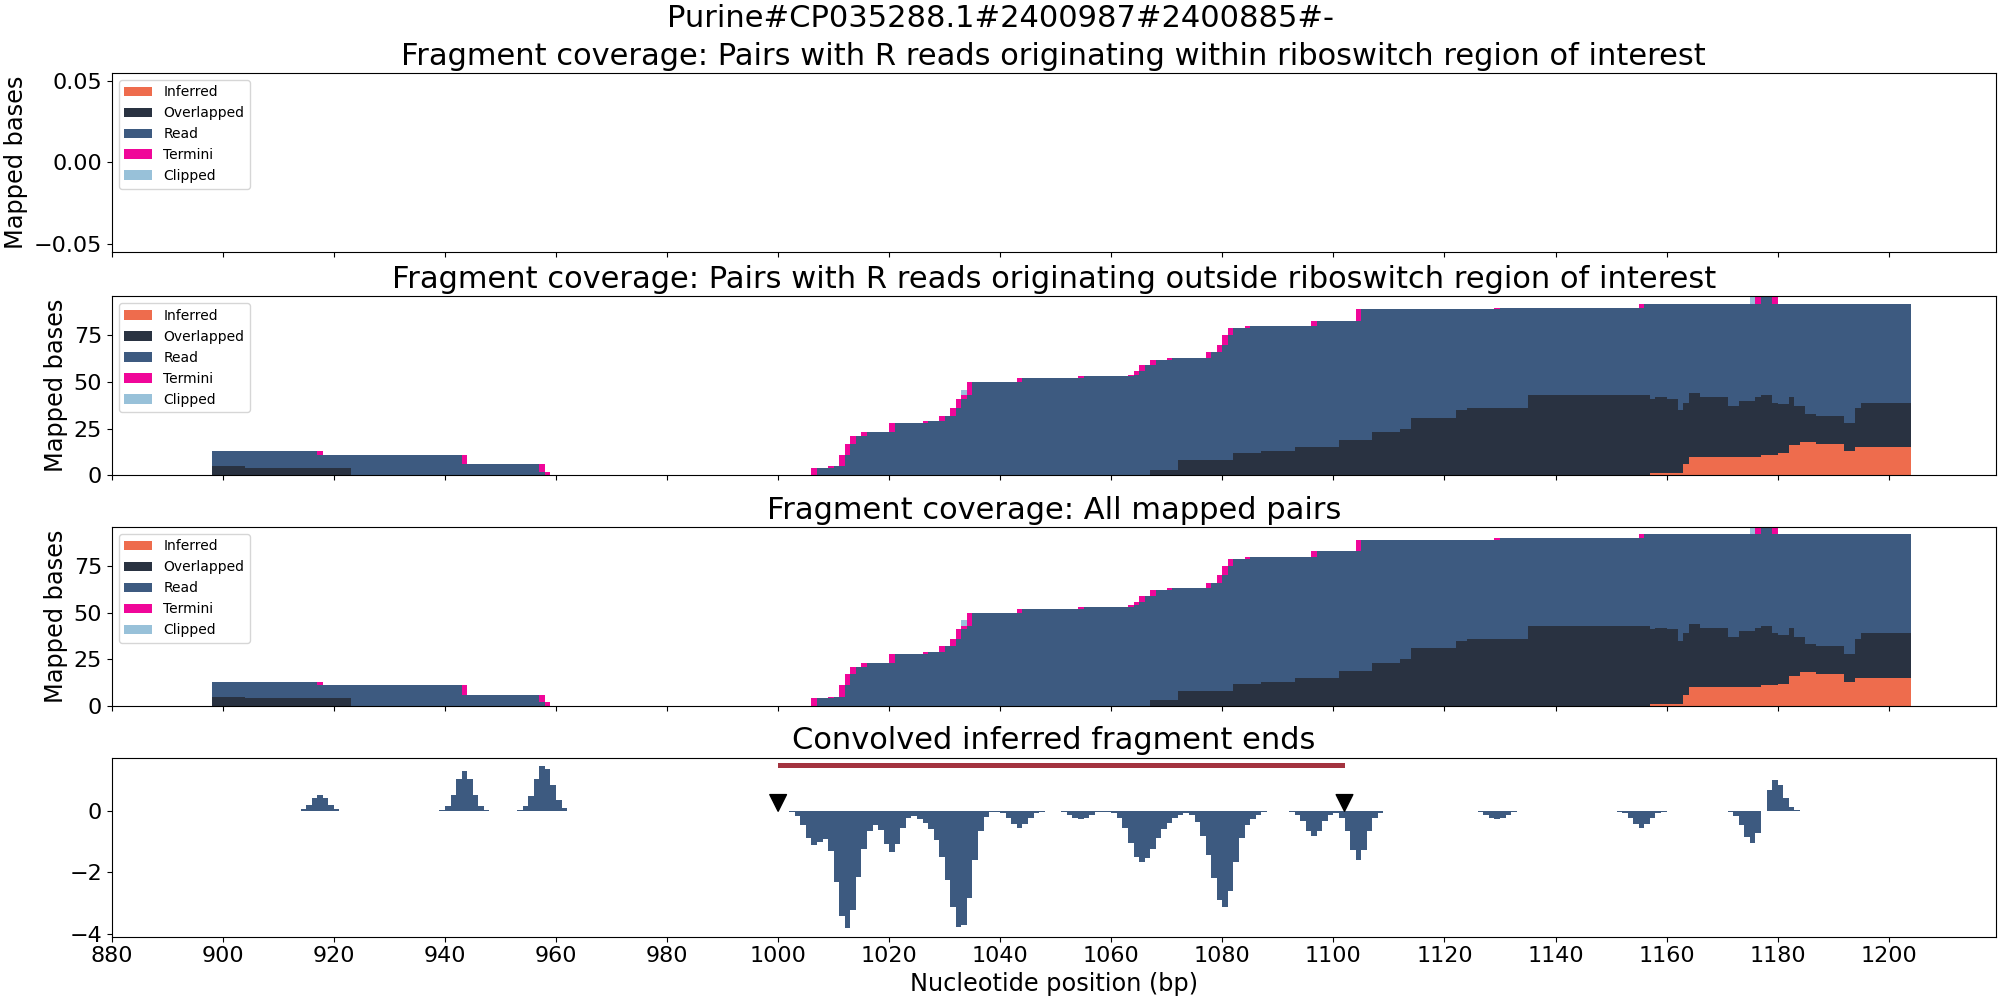 Purine#CP035288.1#2400987#2400885#-
Fragment coverage: Pairs with R reads originating within riboswitch region of interest
Mapped bases
0.05
0.00
−0.05
Inferred
Overlapped
Read
Termini
Clipped
Fragment coverage: Pairs with R reads originating outside riboswitch region of interest
Mapped bases
75
50
25
0
Inferred
Overlapped
Read
Termini
Clipped
Fragment coverage: All mapped pairs
Mapped bases
75
50
25
0
Inferred
Overlapped
Read
Termini
Clipped
Convolved inferred fragment ends
0
−2
−4
880 900 920 940 960 980 1000 1020 1040 1060 1080 1100 1120 1140 1160 1180 1200
Nucleotide position (bp)